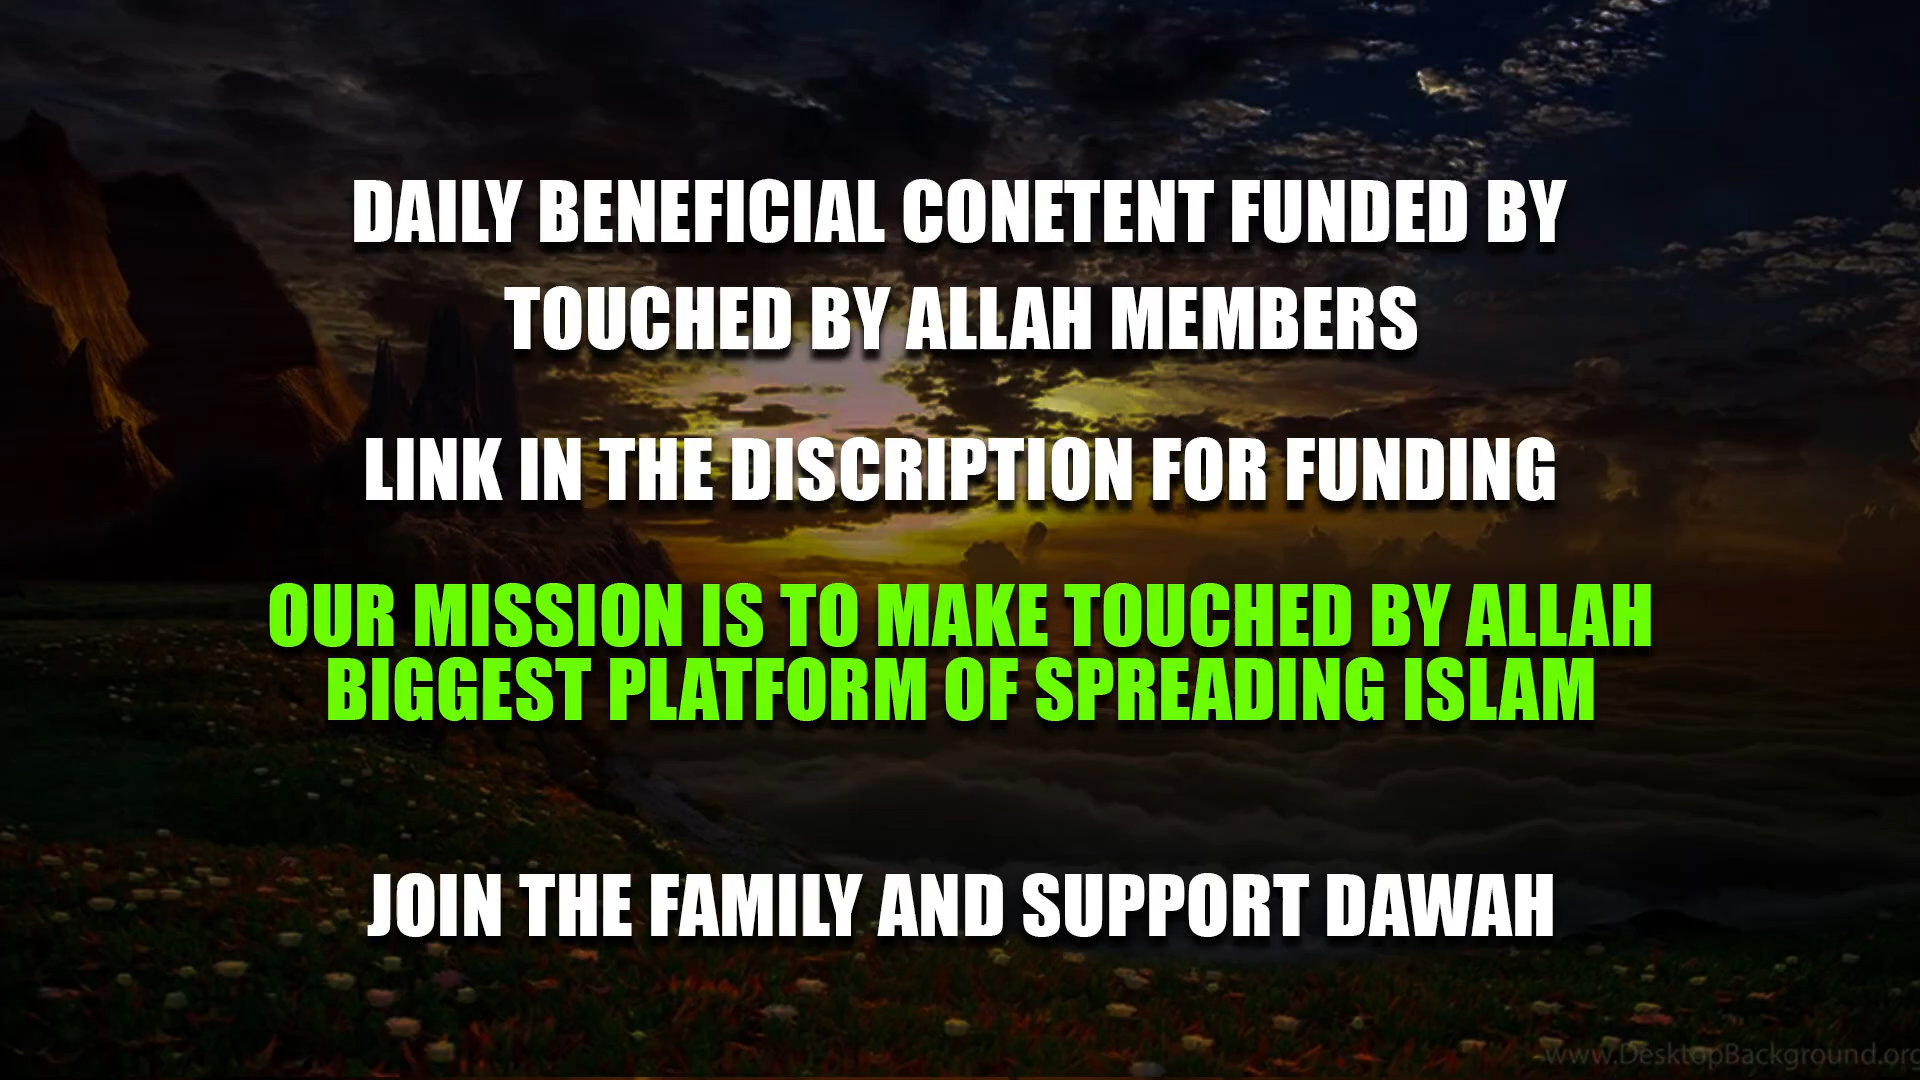 DAILY BENEFICIAL CONETENT FUNDED BY
TOUCHED BY ALLAH MEMBERS
LINK IN THE DISCRIPTION FOR FUNDING
OUR MISSION IS TO MAKE TOUCHED BY ALLAH
BIGGEST PLATFORM OF SPREADING ISLAM
JOIN THE FAMILY AND SUPPORT DAWAH
www.DesktopBackground.org